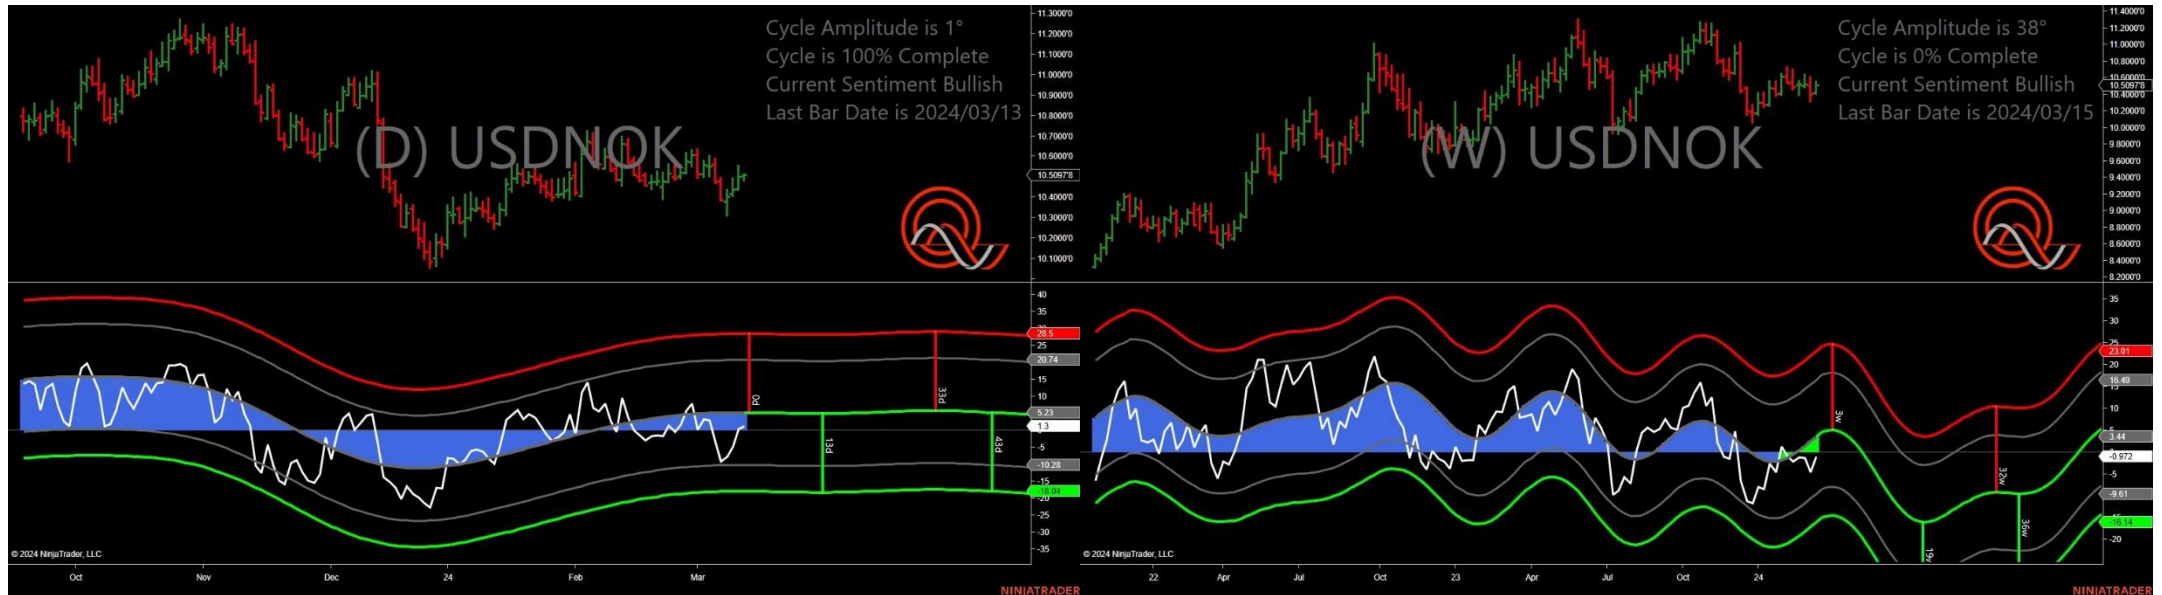 Cycle Amplitude is 1°
Cycle is 100% Complete
Current Sentiment Bullish
Last Bar Date is 2024/03/13
(D) USDNOK
11.3000'0
11.2000'0
11.1000'0
11.0000'0
10.9000'0
10.8000'0
10.7000'0
10.6000'0
10.5097'8
10.4000'0
10.3000'0
10.2000'0
10.1000'0
40
35
28.5
25
20.74
15
10
5.23
1.3
-5
-10.28
-15
-18.04
-25
-30
-35
0d
13d
33d
43d
© 2024 NinjaTrader, LLC
Oct Nov Dec 24 Feb Mar
NINJATRADER
Cycle Amplitude is 38°
Cycle is 0% Complete
Current Sentiment Bullish
Last Bar Date is 2024/03/15
(W) USDNOK
11.4000'0
11.2000'0
11.0000'0
10.8000'0
10.6000'0
10.5097'8
10.4000'0
10.2000'0
10.0000'0
9.8000'0
9.6000'0
9.4000'0
9.2000'0
9.0000'0
8.8000'0
8.6000'0
8.4000'0
8.2000'0
35
30
25
23.01
20
16.49
10
3.44
-0.972
-5
-9.61
-16.14
-20
3w
32w
36w
© 2024 NinjaTrader, LLC
22 Apr Jul Oct 23 Apr Jul Oct 24
NINJATRADER